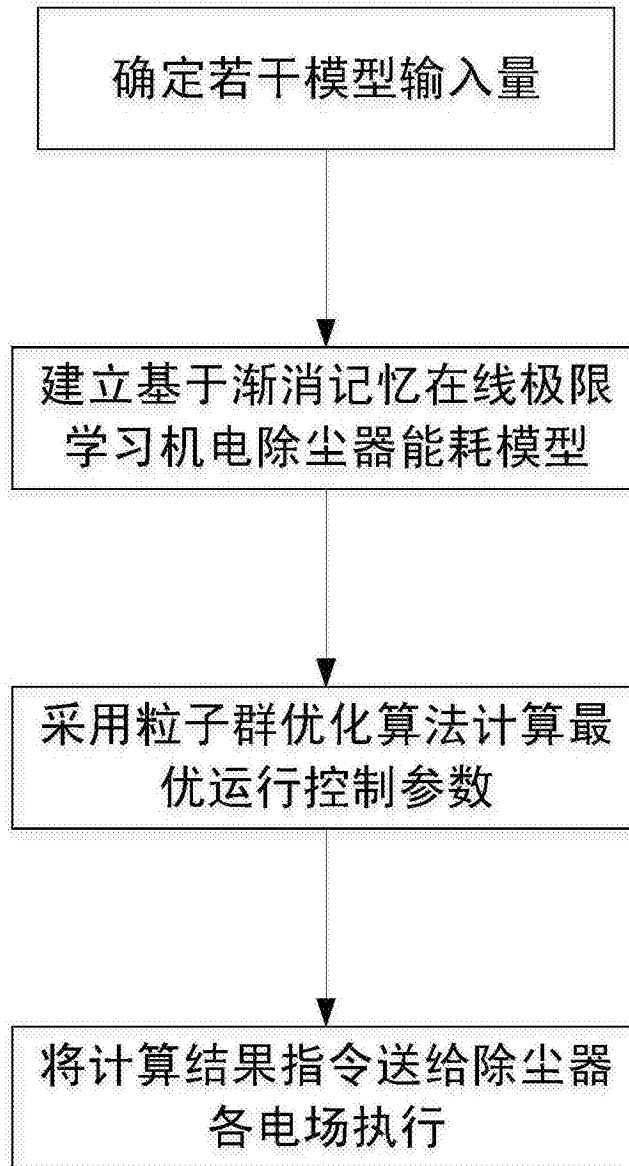 确定若干模型输入量
建立基于渐消记忆在线极限
学习机电除尘器能耗模型
采用粒子群优化算法计算最
优运行控制参数
将计算结果指令送给除尘器
各电场执行